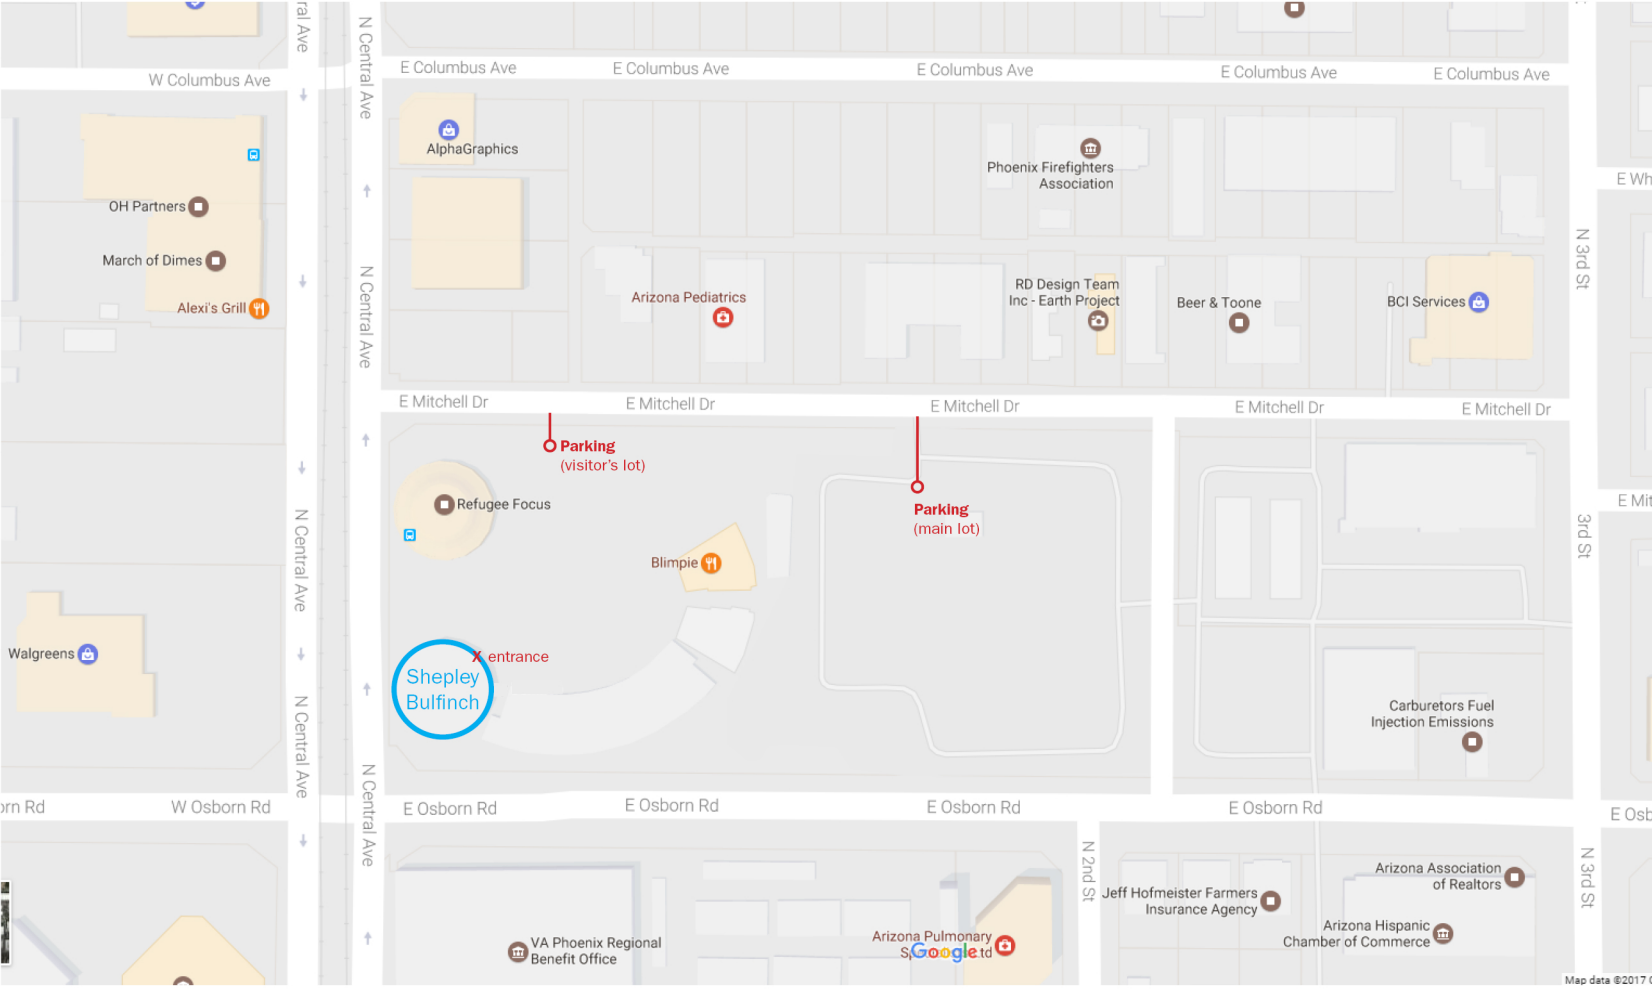 ral Ave
N Central Ave
W Columbus Ave
E Columbus Ave
E Columbus Ave
E Columbus Ave
E Columbus Ave
E Columbus Ave
AlphaGraphics
Phoenix Firefighters
Association
E Wh
OH Partners
March of Dimes
Alexi's Grill
N Central Ave
Arizona Pediatrics
RD Design Team
Inc - Earth Project
Beer & Toone
BCI Services
N 3rd St
E Mitchell Dr
E Mitchell Dr
E Mitchell Dr
E Mitchell Dr
E Mitchell Dr
Parking
(visitor's lot)
Refugee Focus
Parking
(main lot)
E Mit
3rd St
N Central Ave
Blimpie
Walgreens
X entrance
Shepley
Bulfinch
N Central Ave
Carburetors Fuel
Injection Emissions
N Central Ave
orn Rd
W Osborn Rd
E Osborn Rd
E Osborn Rd
E Osborn Rd
E Osborn Rd
E Osb
N 2nd St
N 3rd St
Jeff Hofmeister Farmers
Insurance Agency
Arizona Association
of Realtors
Arizona Hispanic
Chamber of Commerce
VA Phoenix Regional
Benefit Office
Arizona Pulmonary
Google
Map data ©2017